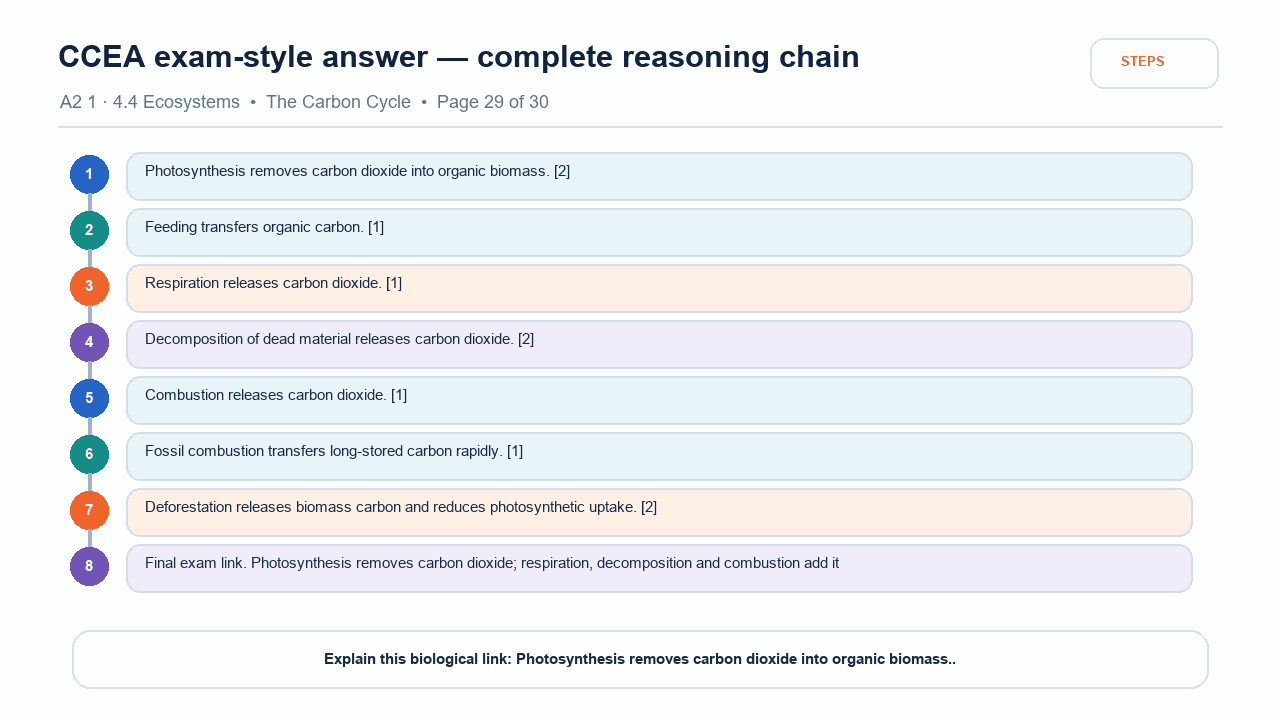 CCEA exam-style answer — complete reasoning chain
STEPS
A2 1 · 4.4 Ecosystems • The Carbon Cycle • Page 29 of 30
1 Photosynthesis removes carbon dioxide into organic biomass. [2]
2 Feeding transfers organic carbon. [1]
3 Respiration releases carbon dioxide. [1]
4 Decomposition of dead material releases carbon dioxide. [2]
5 Combustion releases carbon dioxide. [1]
6 Fossil combustion transfers long-stored carbon rapidly. [1]
7 Deforestation releases biomass carbon and reduces photosynthetic uptake. [2]
8 Final exam link. Photosynthesis removes carbon dioxide; respiration, decomposition and combustion add it
Explain this biological link: Photosynthesis removes carbon dioxide into organic biomass..